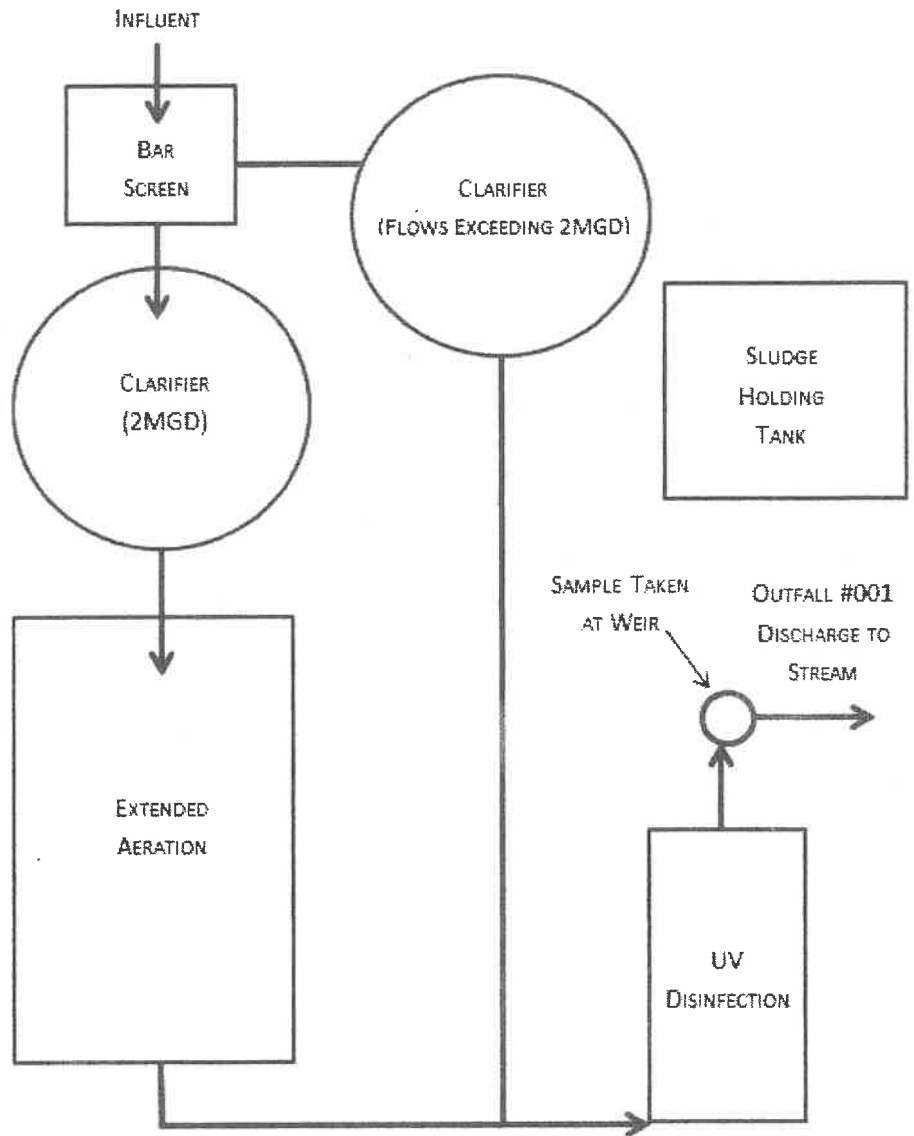 INFLUENT
BAR
SCREEN
CLARIFIER
(FLOWS EXCEEDING 2MGD)
CLARIFIER
(2MGD)
SLUDGE
HOLDING
TANK
SAMPLE TAKEN
AT WEIR
OUTFALL #001
DISCHARGE TO
STREAM
EXTENDED
AERATION
UV
DISINFECTION